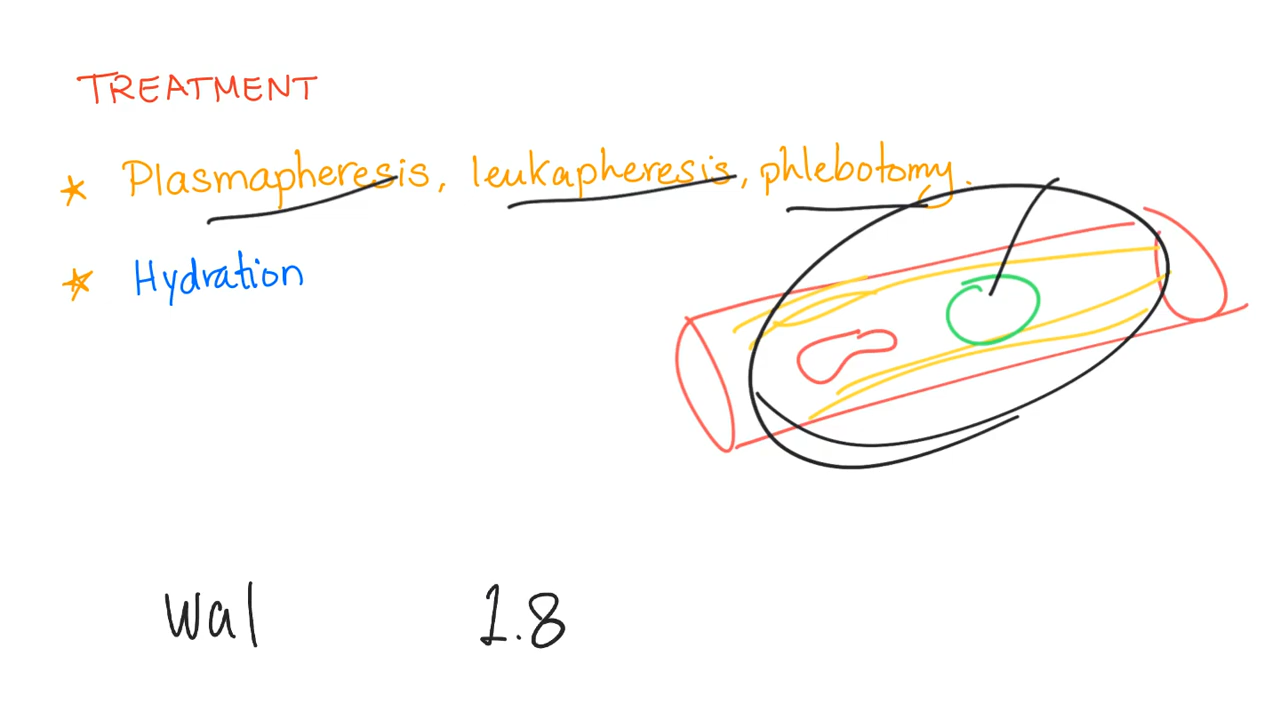 TREATMENT
Plasmapheresis, leukapheresis, phlebotomy.
Hydration
wal 1.8